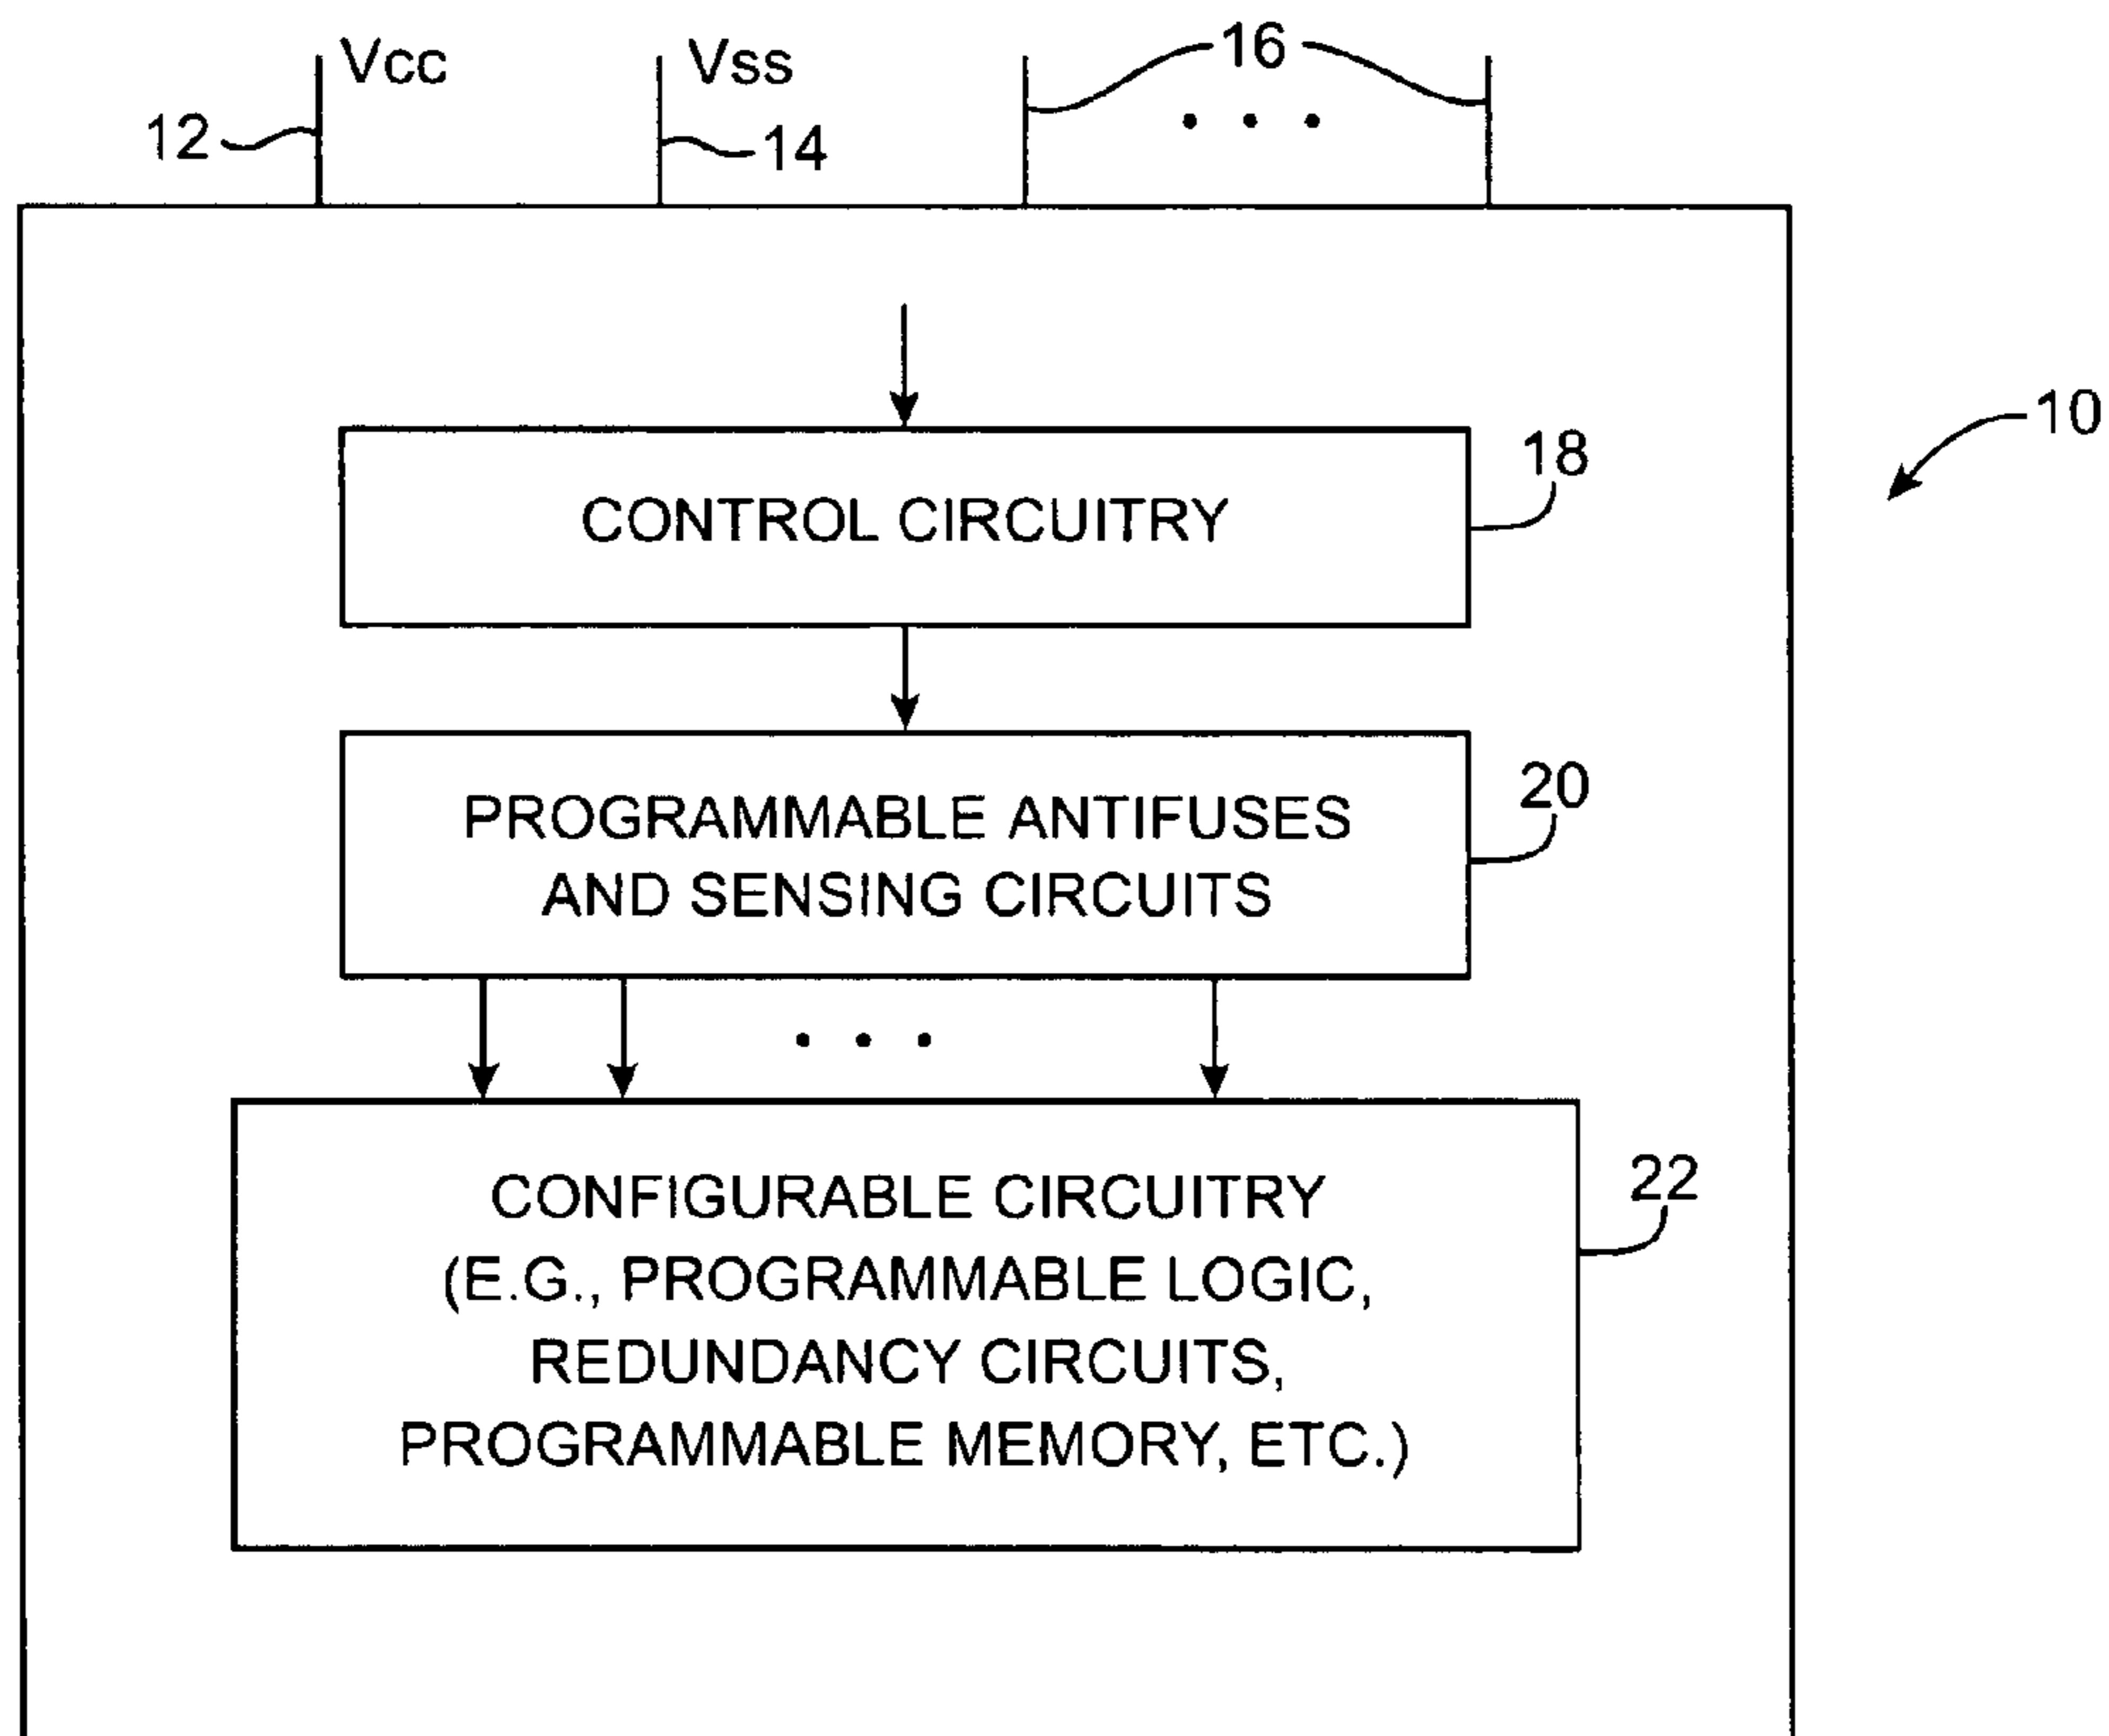 Vcc
Vss
16
12
14
10
18
CONTROL CIRCUITRY
20
PROGRAMMABLE ANTIFUSES
AND SENSING CIRCUITS
22
CONFIGURABLE CIRCUITRY
(E.G., PROGRAMMABLE LOGIC,
REDUNDANCY CIRCUITS,
PROGRAMMABLE MEMORY, ETC.)